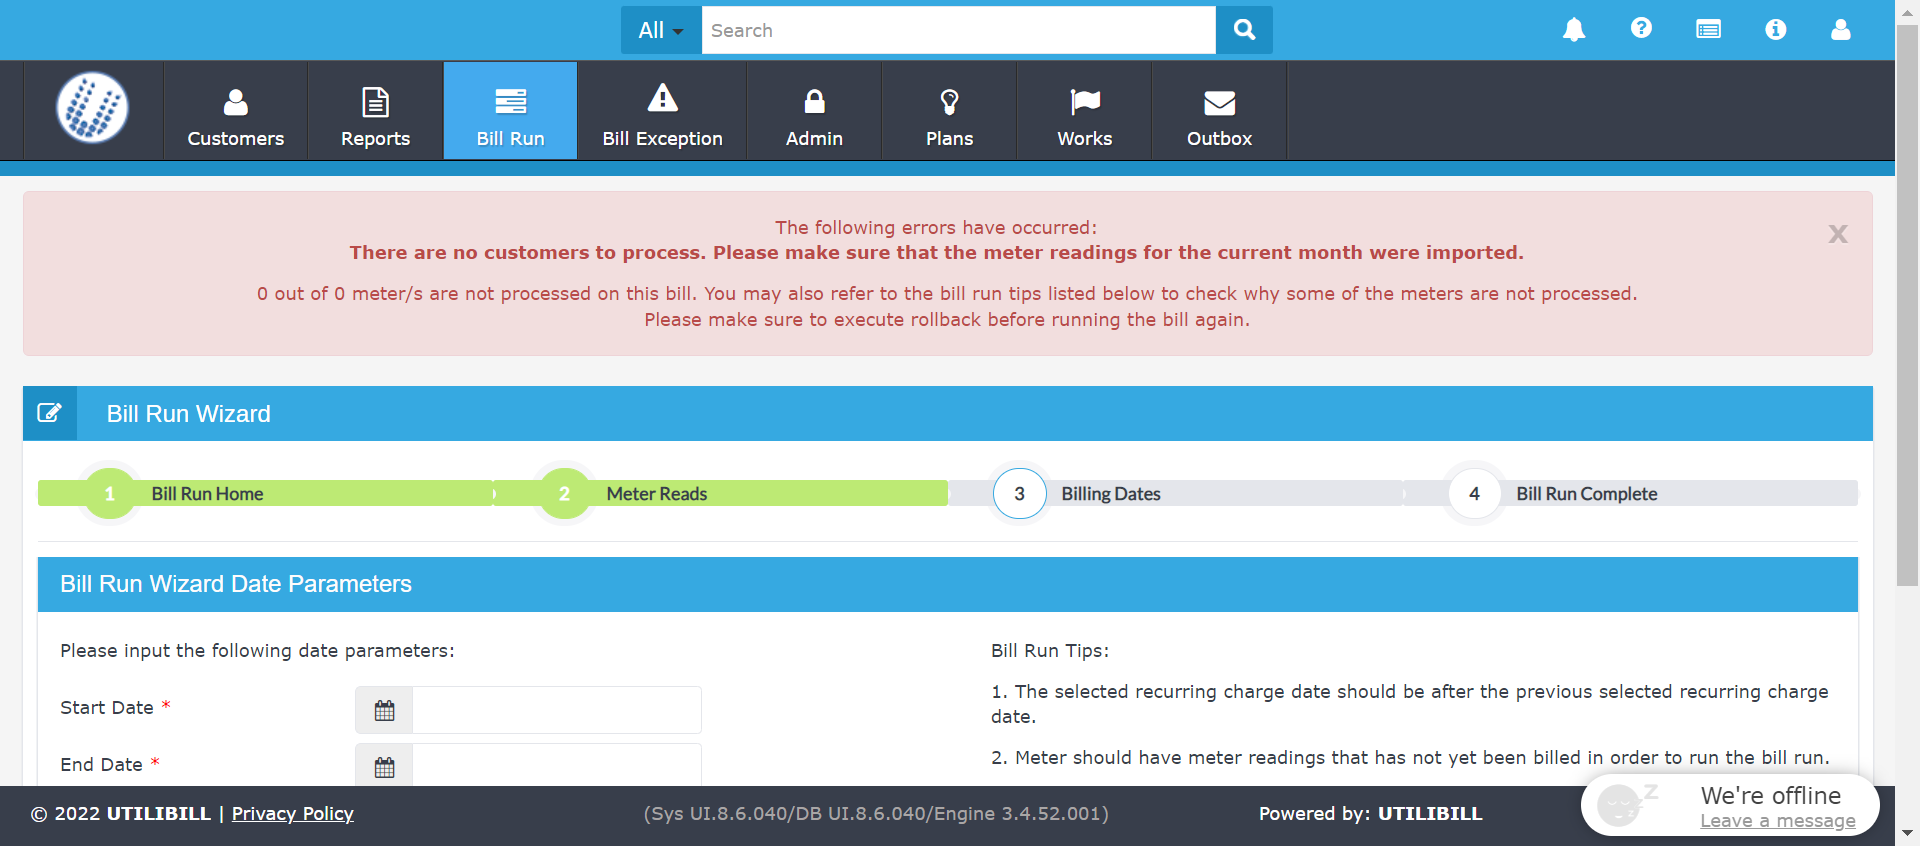 All
Search
Customers
Reports
Bill Run
Bill Exception
Admin
Plans
Works
Outbox
The following errors have occurred:
There are no customers to process. Please make sure that the meter readings for the current month were imported.
0 out of 0 meter/s are not processed on this bill. You may also refer to the bill run tips listed below to check why some of the meters are not processed.
Please make sure to execute rollback before running the bill again.
x
Bill Run Wizard
1 Bill Run Home
2 Meter Reads
3 Billing Dates
4 Bill Run Complete
Bill Run Wizard Date Parameters
Please input the following date parameters:
Start Date *
End Date *
Bill Run Tips:
1. The selected recurring charge date should be after the previous selected recurring charge
date.
2. Meter should have meter readings that has not yet been billed in order to run the bill run.
© 2022 UTILIBILL | Privacy Policy
(Sys UI.8.6.040/DB UI.8.6.040/Engine 3.4.52.001)
Powered by: UTILIBILL
We're offline
Leave a message